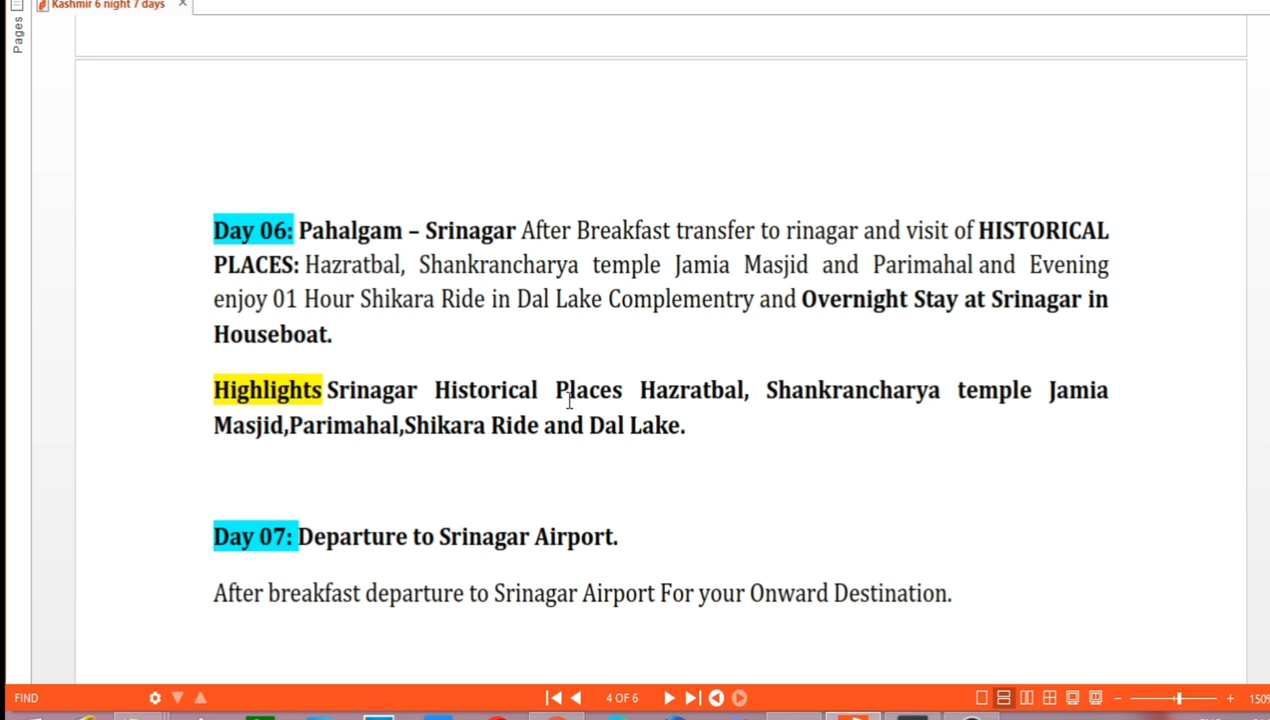 Kashmir 6 night 7 days
Pages
Day 06: Pahalgam – Srinagar After Breakfast transfer to rinagar and visit of HISTORICAL
PLACES: Hazratbal, Shankrancharya temple Jamia Masjid and Parimahal and Evening
enjoy 01 Hour Shikara Ride in Dal Lake Complementry and Overnight Stay at Srinagar in
Houseboat.
Highlights Srinagar Historical Places Hazratbal, Shankrancharya temple Jamia
Masjid,Parimahal,Shikara Ride and Dal Lake.
Day 07: Departure to Srinagar Airport.
After breakfast departure to Srinagar Airport For your Onward Destination.
FIND
4 OF 6
150%